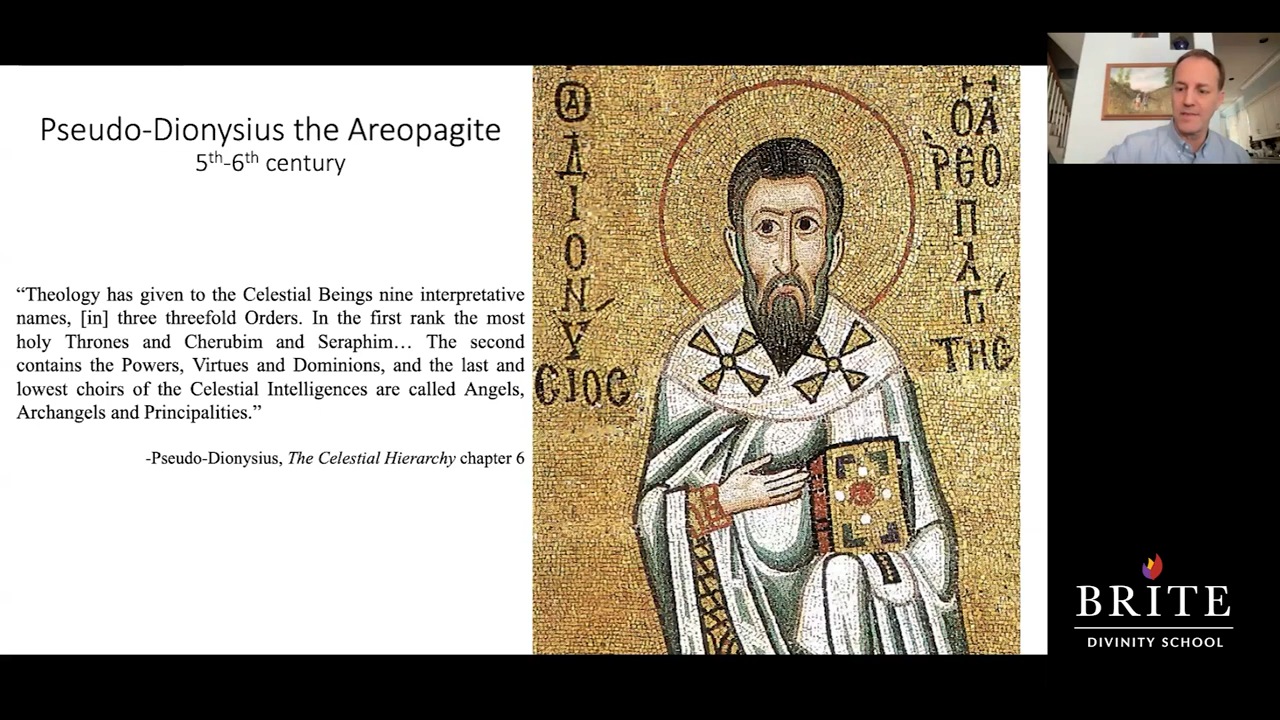 Pseudo-Dionysius the Areopagite
5th-6th century
“Theology has given to the Celestial Beings nine interpretative
names, [in] three threefold Orders. In the first rank the most
holy Thrones and Cherubim and Seraphim… The second
contains the Powers, Virtues and Dominions, and the last and
lowest choirs of the Celestial Intelligences are called Angels,
Archangels and Principalities.”
-Pseudo-Dionysius, The Celestial Hierarchy chapter 6
Ⓐ
Δ
Ι
Ο
Ν
Υ
CΙΟC
Ο Α
ΡЄΟ
Π
Α
Γ
ΤΗC
BRITE
DIVINITY SCHOOL